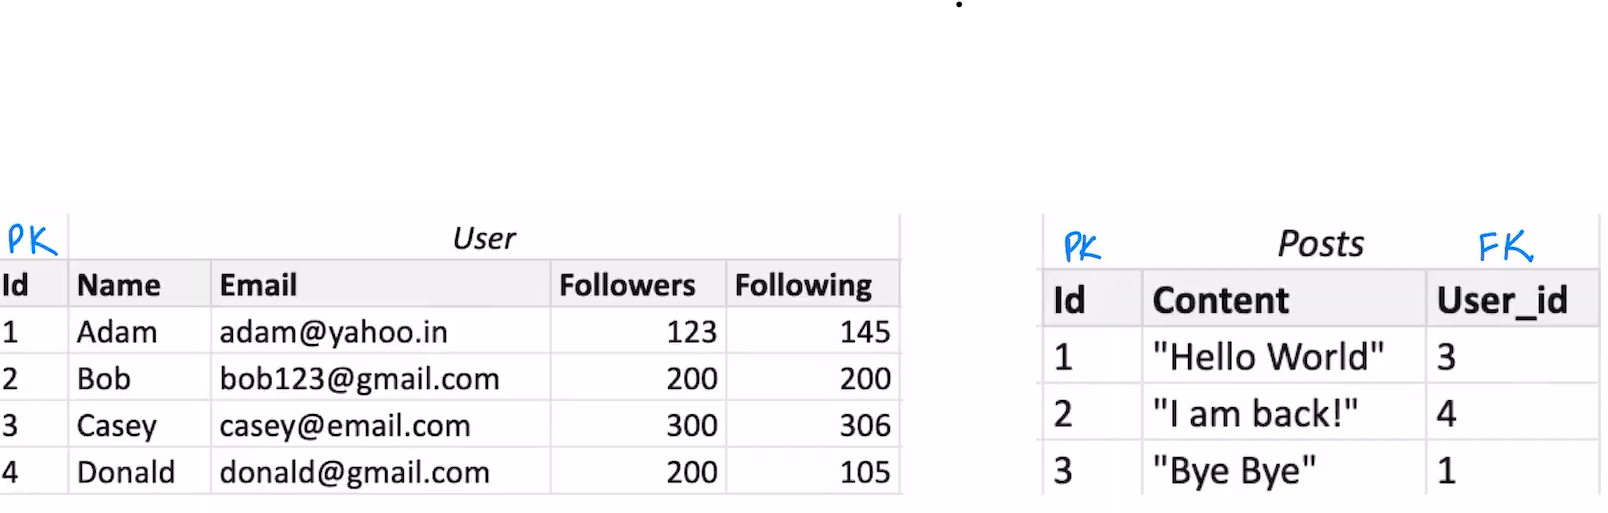 PK User
Id Name Email Followers Following
1 Adam adam@yahoo.in 123 145
2 Bob bob123@gmail.com 200 200
3 Casey casey@email.com 300 306
4 Donald donald@gmail.com 200 105
PK Posts FK
Id Content User_id
1 "Hello World" 3
2 "I am back!" 4
3 "Bye Bye" 1